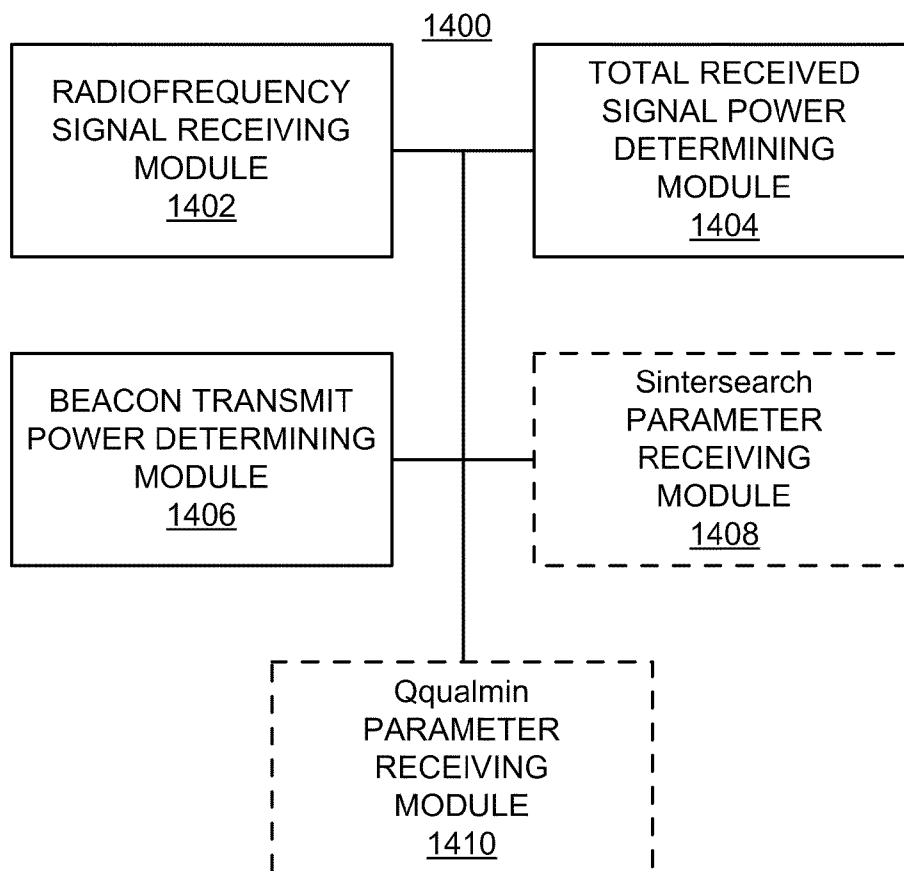 1400
RADIOFREQUENCY
SIGNAL RECEIVING
MODULE
1402
TOTAL RECEIVED
SIGNAL POWER
DETERMINING
MODULE
1404
BEACON TRANSMIT
POWER DETERMINING
MODULE
1406
Sintersearch
PARAMETER
RECEIVING
MODULE
1408
Qqualmin
PARAMETER
RECEIVING
MODULE
1410